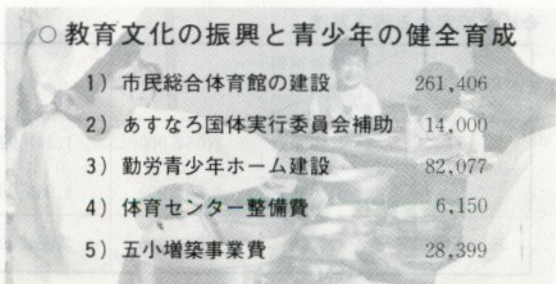 ○教育文化の振興と青少年の健全育成
1）市民総合体育館の建設 261,406
2）あすなろ国体実行委員会補助 14,000
3）勤労青少年ホーム建設 82,077
4）体育センター整備費 6,150
5）五小増築事業費 28,399